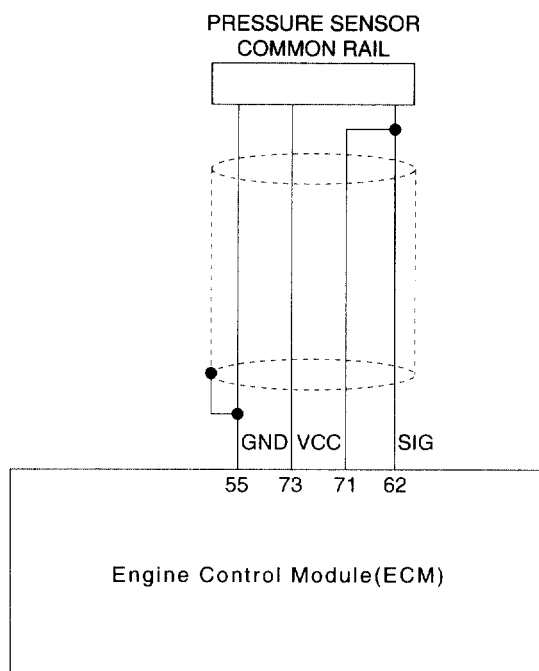 PRESSURE SENSOR
COMMON RAIL
GND VCC SIG
55 73 71 62
Engine Control Module(ECM)